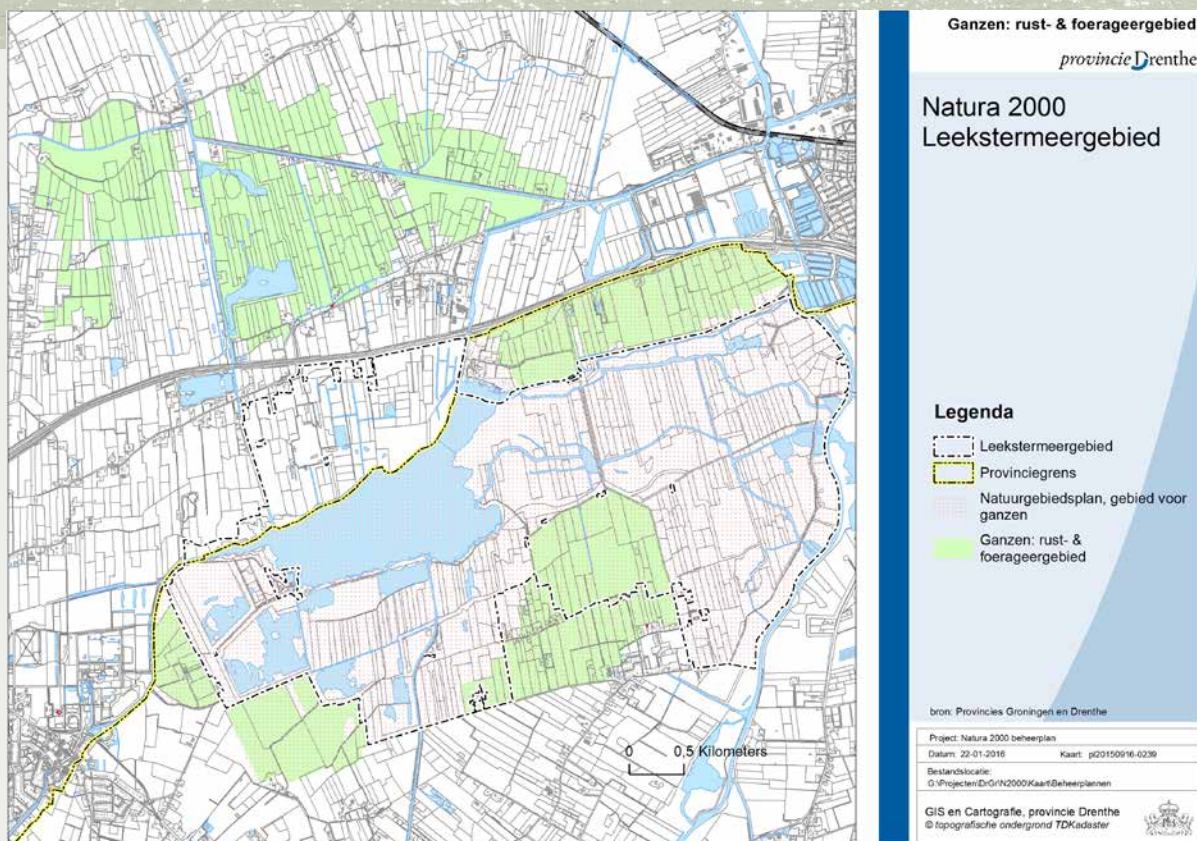 Ganzen: rust- & foerageergebied
provincie Drenthe
Natura 2000
Leekstermeergebied
Legenda
Leekstermeergebied
Provinciegrens
Natuurgebiedsplan, gebied voor
ganzen
Ganzen: rust- &
foerageergebied
0 0,5 Kilometers
bron: Provincies Groningen en Drenthe
Project: Natura 2000 beheerplan
Datum: 22-01-2016 Kaart: pl20150916-0239
Bestandslocatie:
G:\Projecten\DrGr\N2000\Kaart\Beheerplannen
GIS en Cartografie, provincie Drenthe
© topografische ondergrond TDKadaster